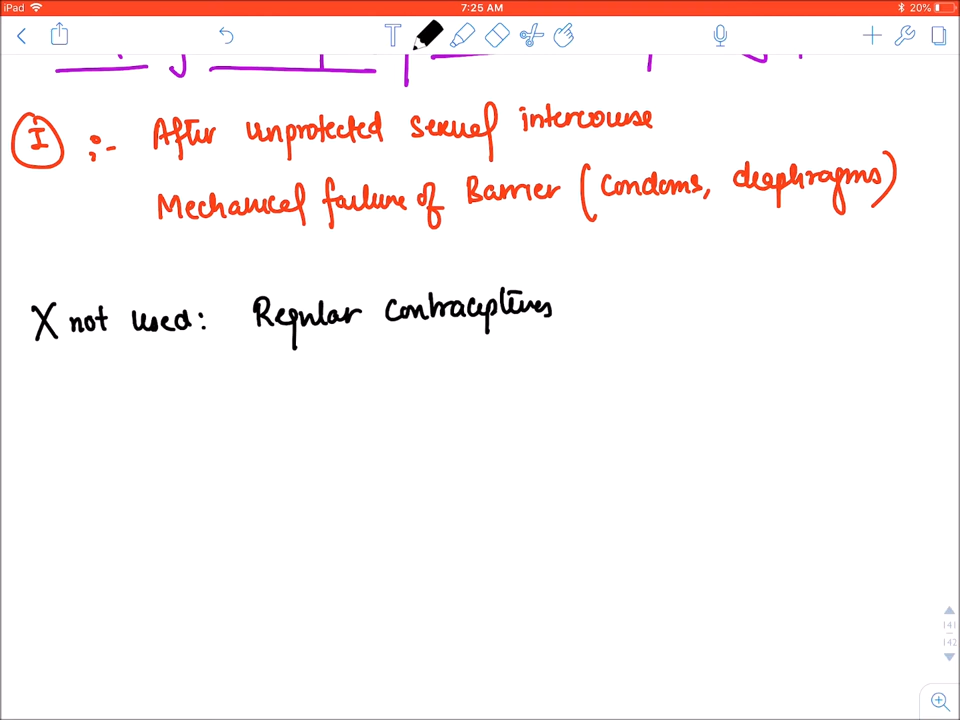 iPad 7:25 AM 20%
T
I :- After unprotected sexual intercourse
Mechanical failure of Barrier (condoms, diaphragms)
X not used: Regular contraceptives
141
142